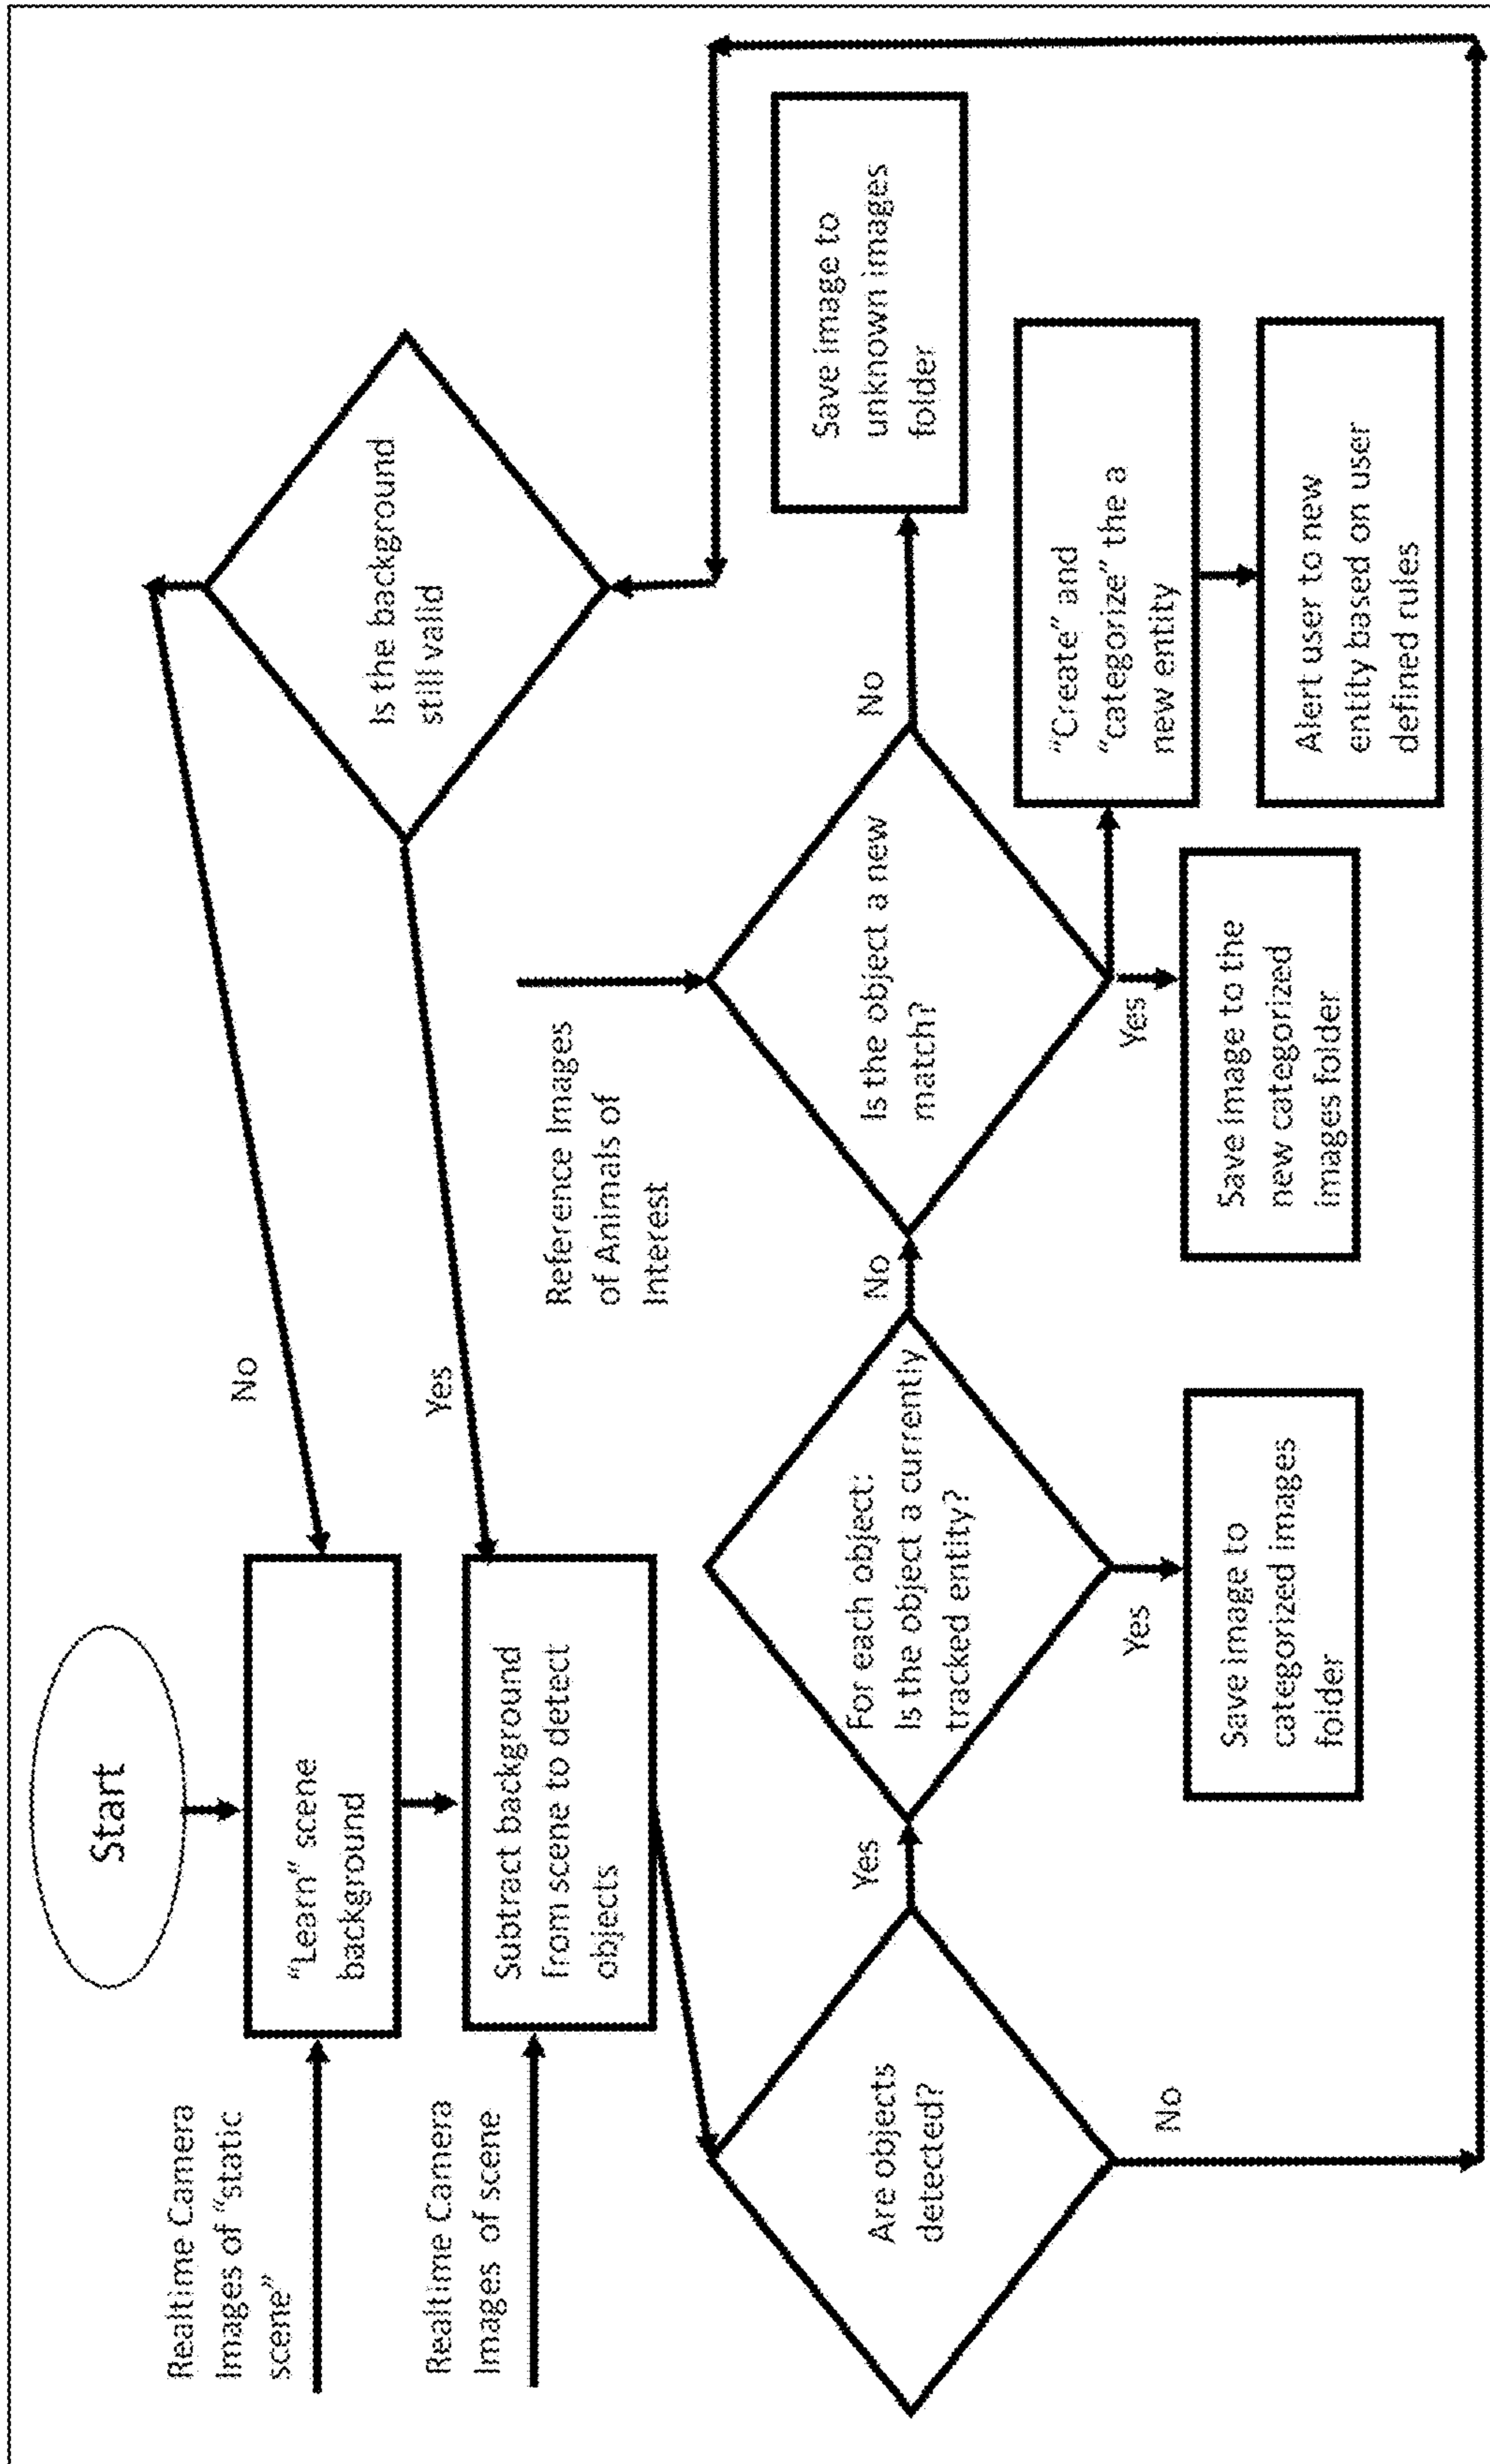 Start
Realtime Camera
Images of "static
scene"
"Learn" scene
background
No
Is the background
still valid
Realtime Camera
Images of scene
Subtract background
from scene to detect
objects
Yes
Reference Images
of Animals of
Interest
Are objects
detected?
Yes
For each object:
Is the object a currently
tracked entity?
No
Is the object a new
match?
No
Save image to
unknown images
folder
No
Yes
Save image to
categorized images
folder
Yes
Save image to the
new categorized
images folder
"Create" and
"categorize" the a
new entity
Alert user to new
entity based on user
defined rules